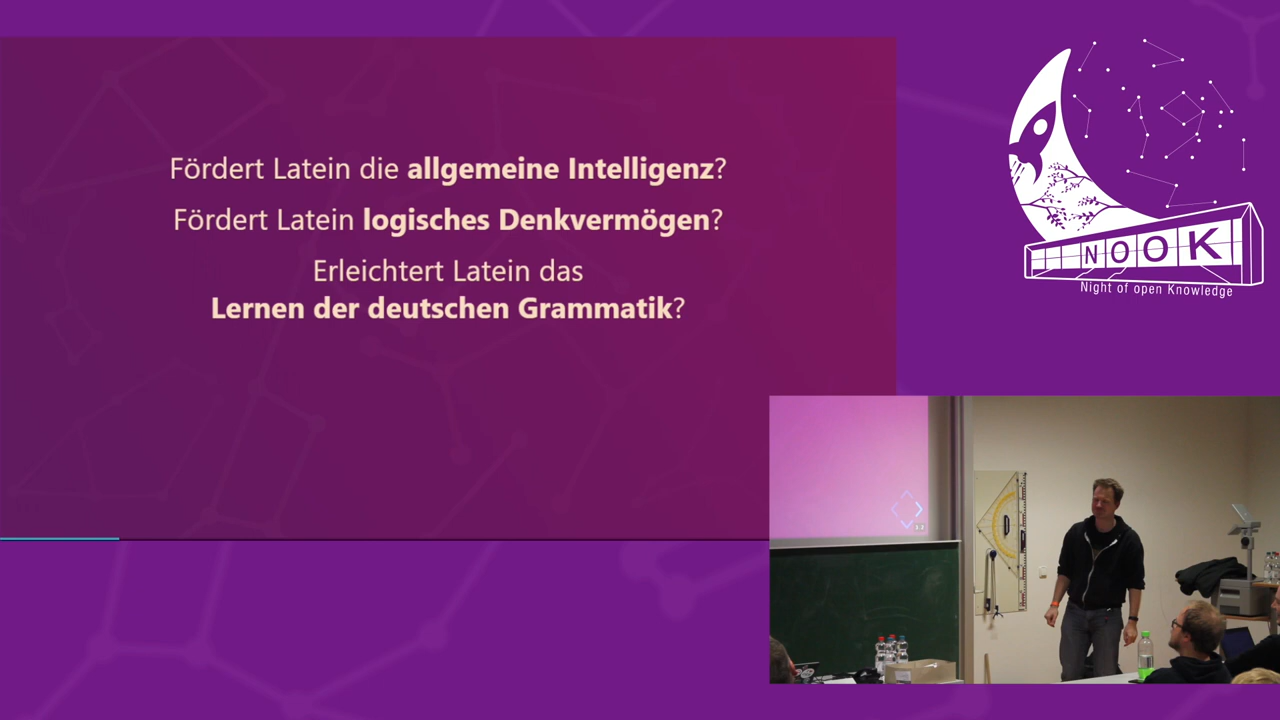 Fördert Latein die allgemeine Intelligenz?
Fördert Latein logisches Denkvermögen?
Erleichtert Latein das
Lernen der deutschen Grammatik?
NOOK
Night of open Knowledge